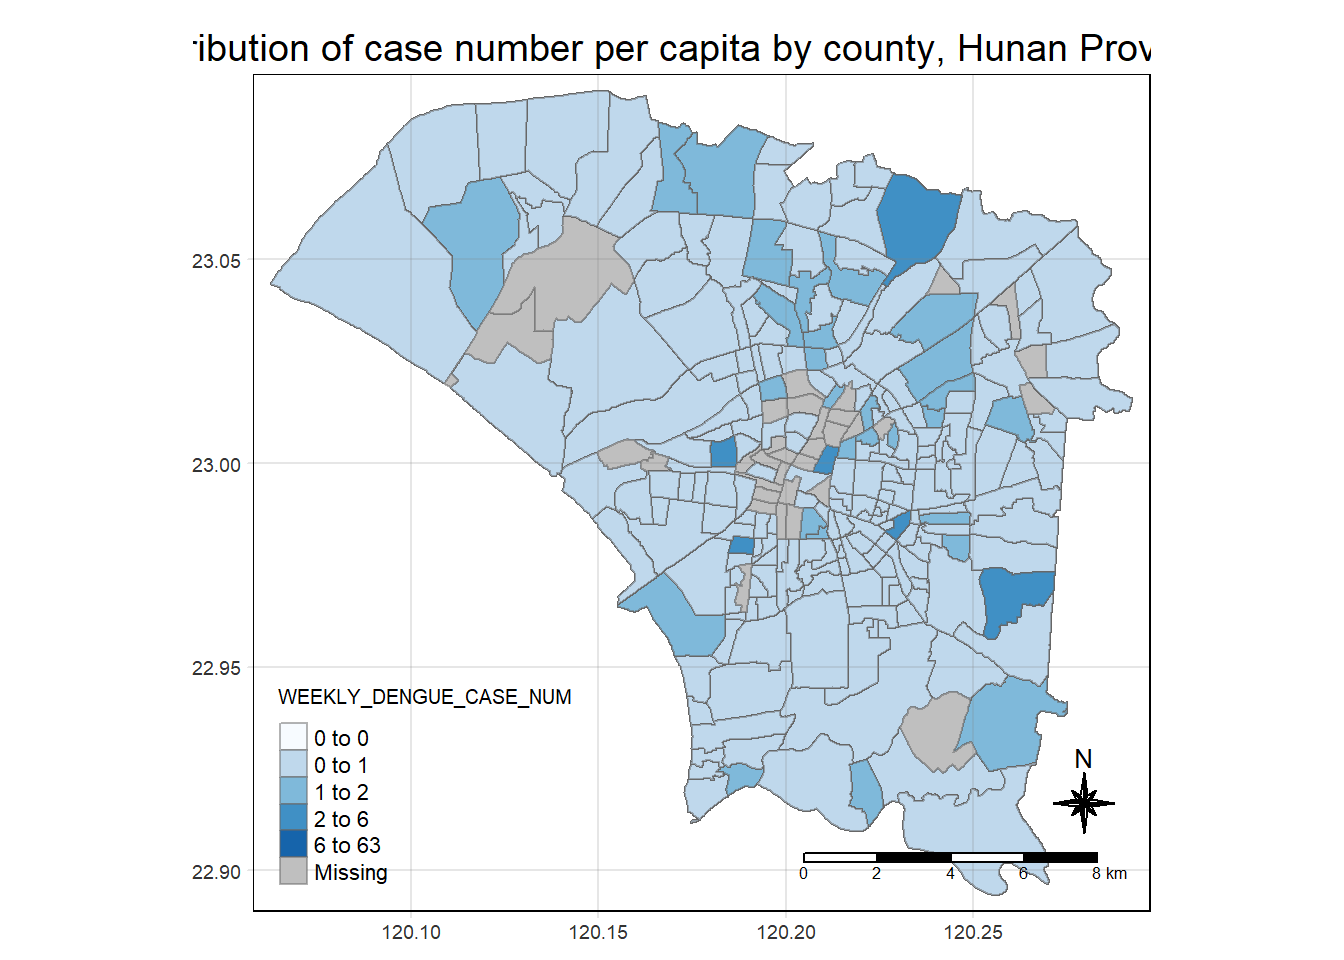 ribution of case number per capita by county, Hunan Prov
23.05
23.00
22.95
22.90
WEEKLY_DENGUE_CASE_NUM
0 to 0
0 to 1
1 to 2
2 to 6
6 to 63
Missing
N
0 2 4 6 8 km
120.10 120.15 120.20 120.25